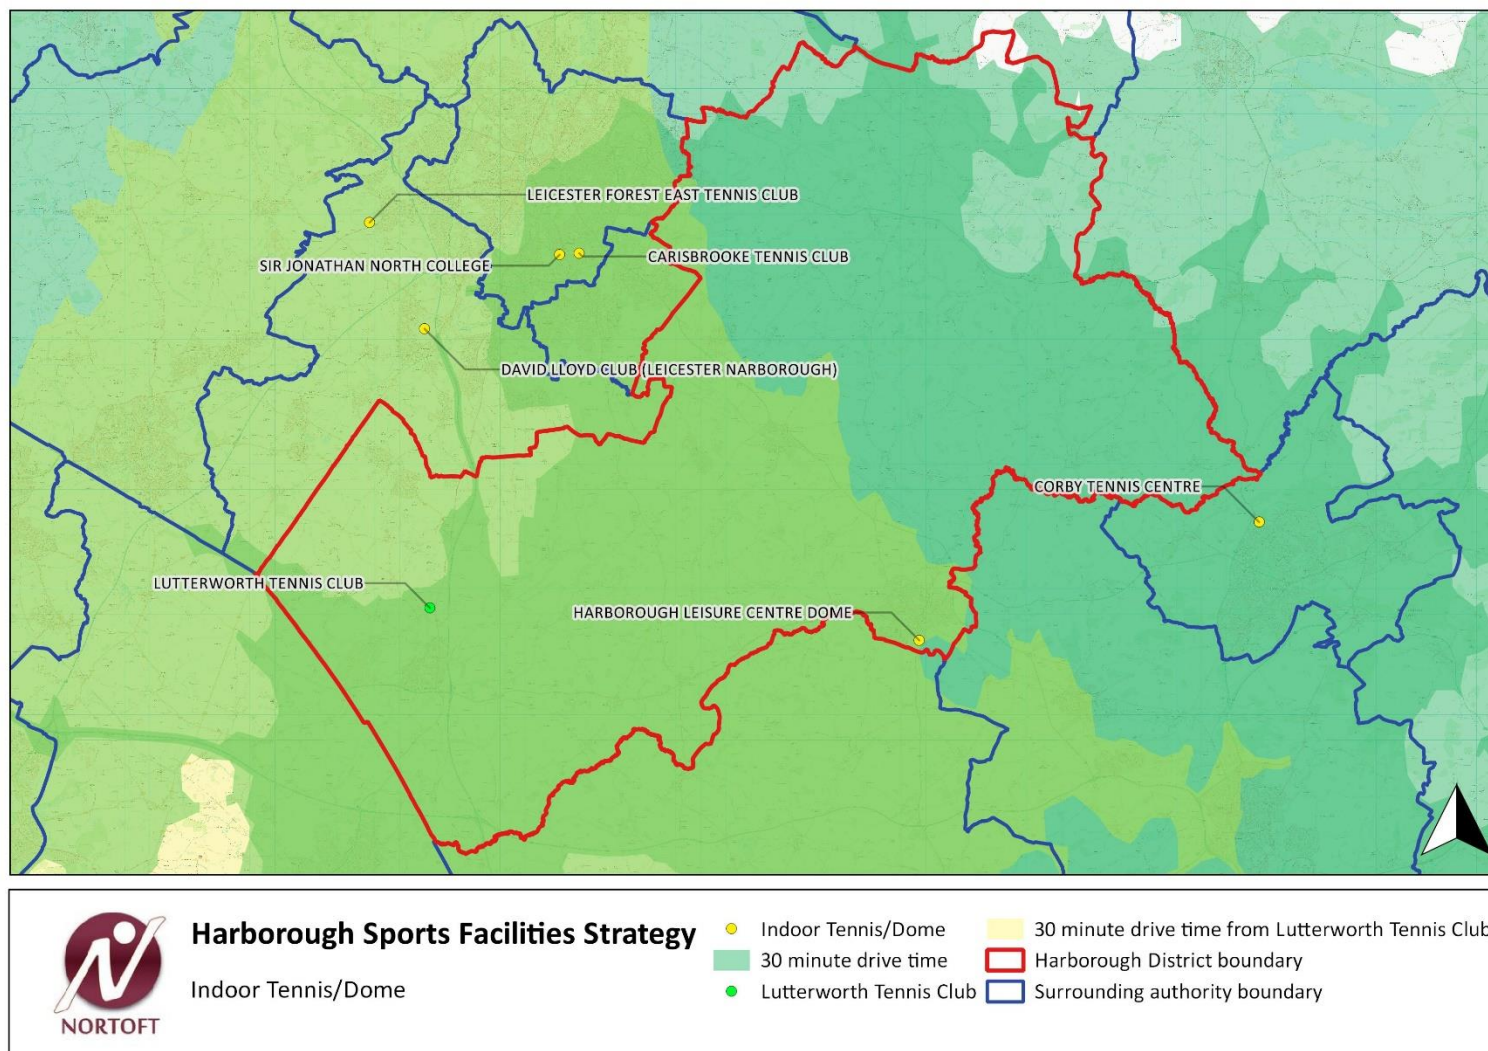 LEICESTER FOREST EAST TENNIS CLUB
SIR JONATHAN NORTH COLLEGE
CARISBROOKE TENNIS CLUB
DAVID LLOYD CLUB (LEICESTER NARBOROUGH)
CORBY TENNIS CENTRE
LUTTERWORTH TENNIS CLUB
HARBOROUGH LEISURE CENTRE DOME
NORTOFT
Harborough Sports Facilities Strategy
Indoor Tennis/Dome
Indoor Tennis/Dome
30 minute drive time
Lutterworth Tennis Club
30 minute drive time from Lutterworth Tennis Club
Harborough District boundary
Surrounding authority boundary